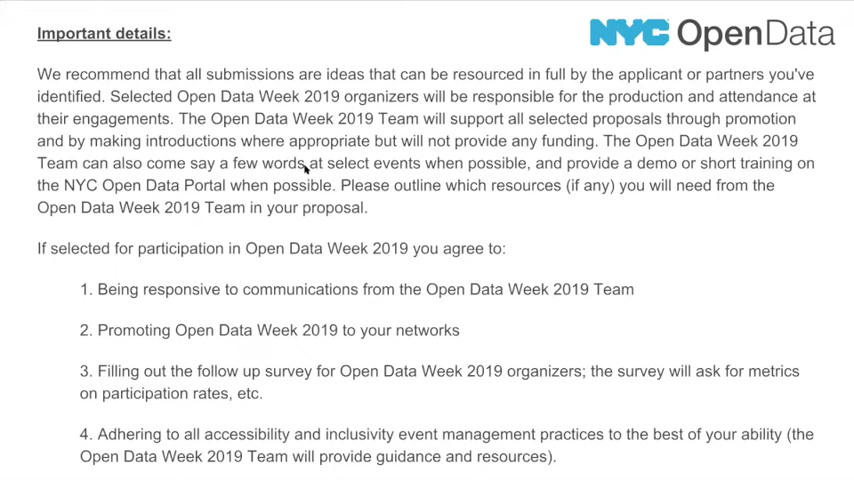 Important details:
NYC OpenData
We recommend that all submissions are ideas that can be resourced in full by the applicant or partners you've
identified. Selected Open Data Week 2019 organizers will be responsible for the production and attendance at
their engagements. The Open Data Week 2019 Team will support all selected proposals through promotion
and by making introductions where appropriate but will not provide any funding. The Open Data Week 2019
Team can also come say a few words at select events when possible, and provide a demo or short training on
the NYC Open Data Portal when possible. Please outline which resources (if any) you will need from the
Open Data Week 2019 Team in your proposal.
If selected for participation in Open Data Week 2019 you agree to:
1. Being responsive to communications from the Open Data Week 2019 Team
2. Promoting Open Data Week 2019 to your networks
3. Filling out the follow up survey for Open Data Week 2019 organizers; the survey will ask for metrics
on participation rates, etc.
4. Adhering to all accessibility and inclusivity event management practices to the best of your ability (the
Open Data Week 2019 Team will provide guidance and resources).